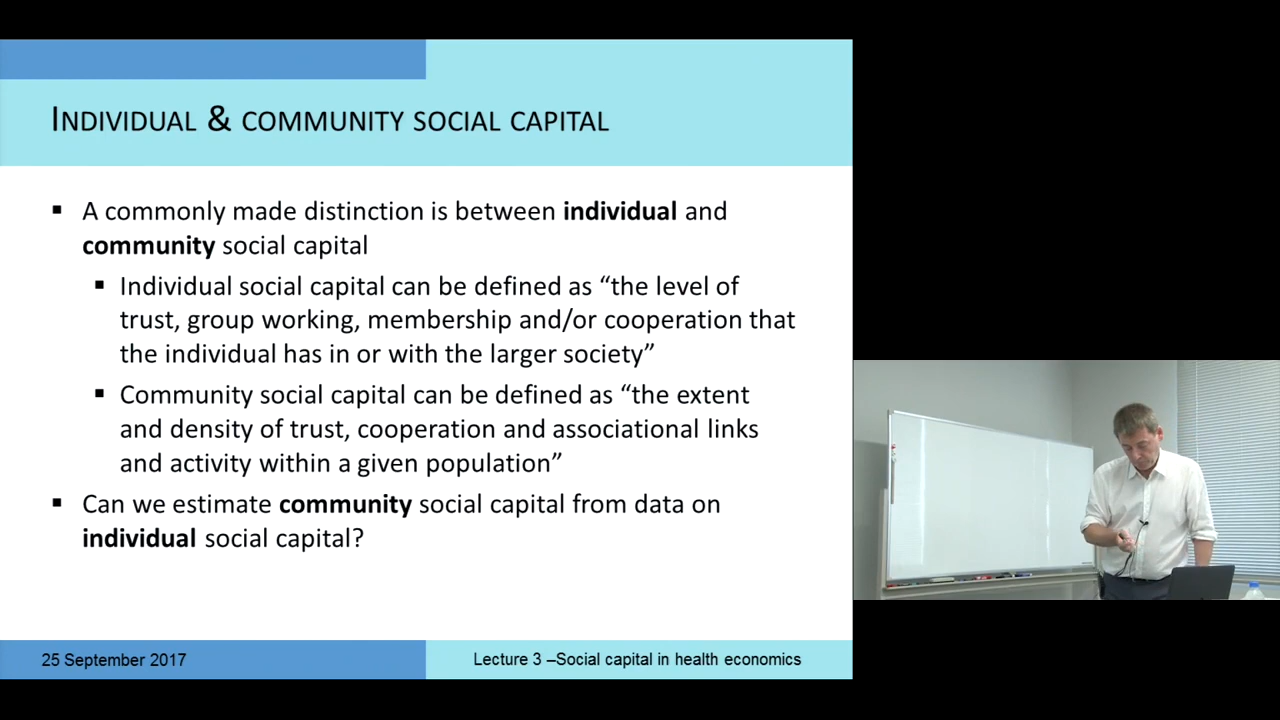 INDIVIDUAL & COMMUNITY SOCIAL CAPITAL
▪ A commonly made distinction is between individual and
community social capital
▪ Individual social capital can be defined as “the level of
trust, group working, membership and/or cooperation that
the individual has in or with the larger society”
▪ Community social capital can be defined as “the extent
and density of trust, cooperation and associational links
and activity within a given population”
▪ Can we estimate community social capital from data on
individual social capital?
25 September 2017
Lecture 3 –Social capital in health economics